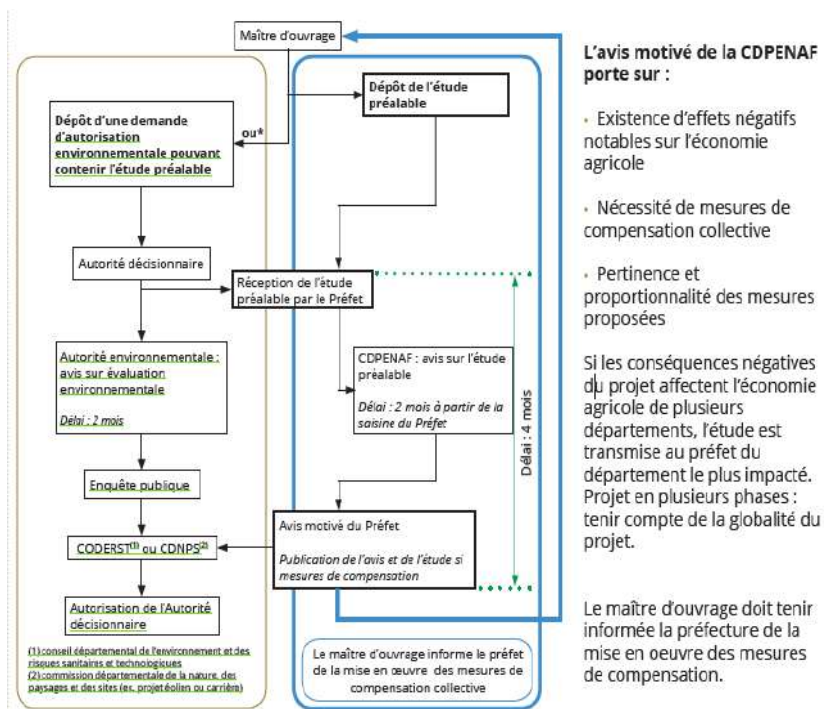 Maître d'ouvrage
Dépôt de l'étude
préalable
Dépôt d'une demande
d'autorisation
environnementale pouvant
contenir l'étude préalable
ou*
Autorité décisionnaire
Réception de l'étude
préalable par le Préfet
Autorité environnementale :
avis sur évaluation
environnementale
Délai : 2 mois
CDPENAF : avis sur l'étude
préalable
Délai : 2 mois à partir de la
saisine du Préfet
Délai : 4 mois
Enquête publique
Avis motivé du Préfet
Publication de l'avis et de l'étude si
mesures de compensation
CODERST(1) ou CDNPS(2)
Autorisation de l'Autorité
décisionnaire
(1) conseil départemental de l'environnement et des
risques sanitaires et technologiques
(2) commission départementale de la nature, des
paysages et des sites (ex. projet éolien ou carrière)
Le maître d'ouvrage informe le préfet
de la mise en œuvre des mesures de
compensation collective
L'avis motivé de la CDPENAF
porte sur :
• Existence d'effets négatifs
notables sur l'économie
agricole
• Nécessité de mesures de
compensation collective
• Pertinence et
proportionnalité des mesures
proposées
Si les conséquences négatives
du projet affectent l'économie
agricole de plusieurs
départements, l'étude est
transmise au préfet du
département le plus impacté.
Projet en plusieurs phases :
tenir compte de la globalité du
projet.
Le maître d'ouvrage doit tenir
informée la préfecture de la
mise en oeuvre des mesures
de compensation.